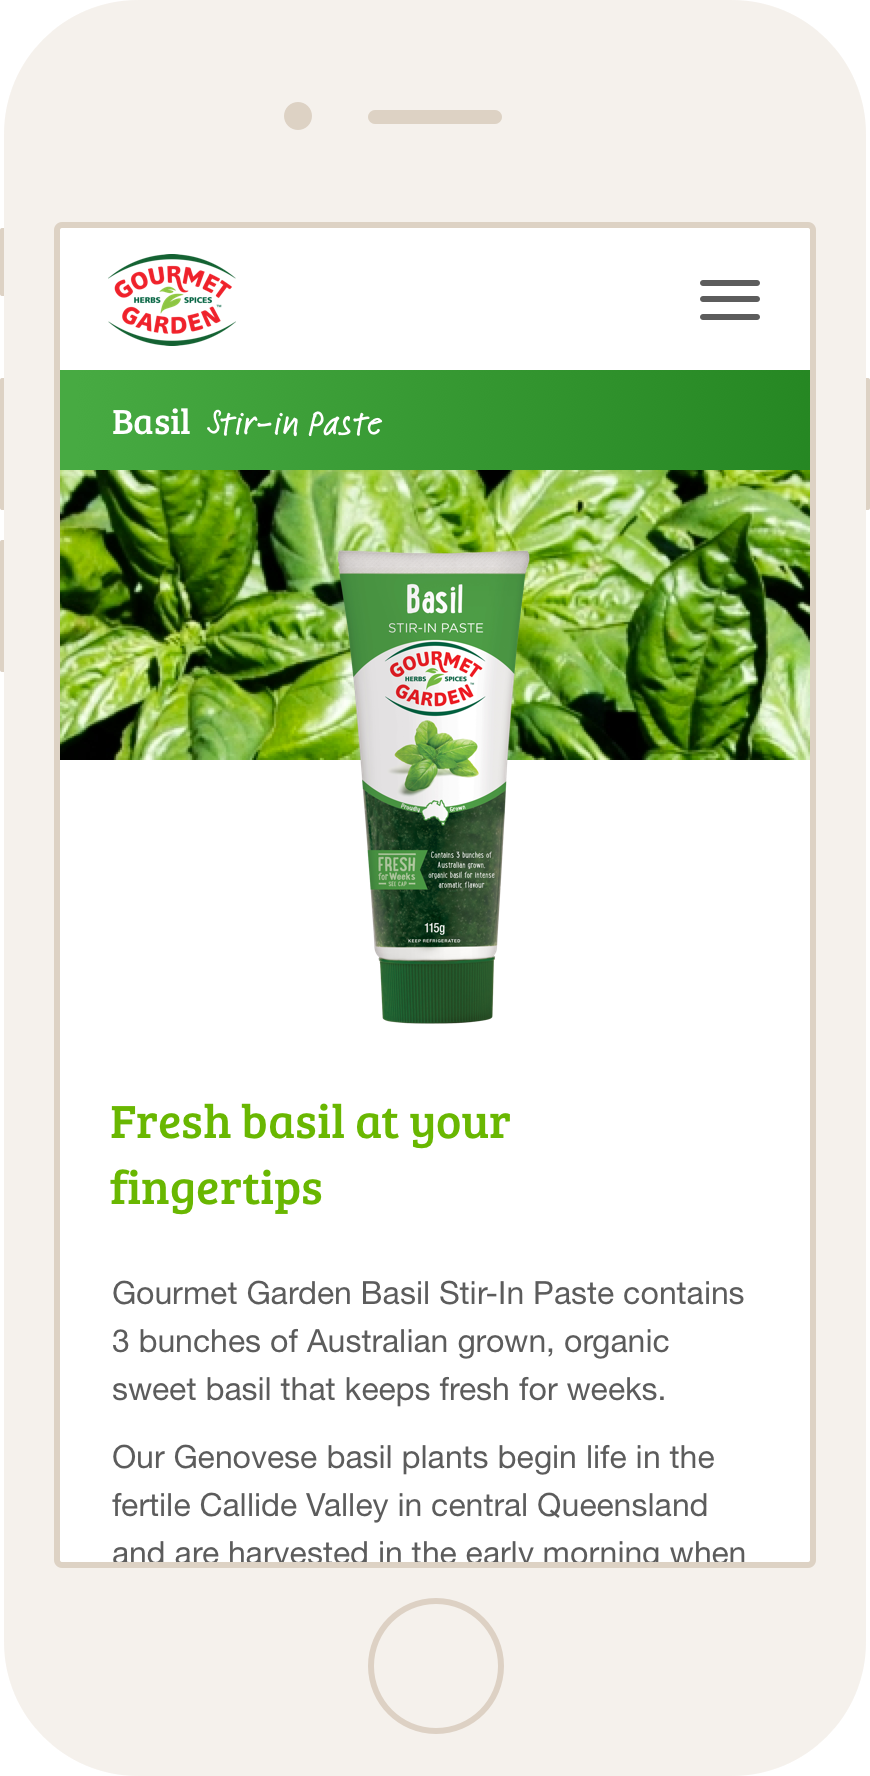 GOURMET
HERBS SPICES™
GARDEN
Basil Stir-in Paste
Basil
STIR-IN PASTE
GOURMET
HERBS SPICES™
GARDEN
Proudly Grown
FRESH
for Weeks
SEE CAP
Contains 3 bunches of
Australian grown,
organic basil for intense
aromatic flavour
115g
KEEP REFRIGERATED
Fresh basil at your
fingertips
Gourmet Garden Basil Stir-In Paste contains
3 bunches of Australian grown, organic
sweet basil that keeps fresh for weeks.
Our Genovese basil plants begin life in the
fertile Callide Valley in central Queensland
and are harvested in the early morning when